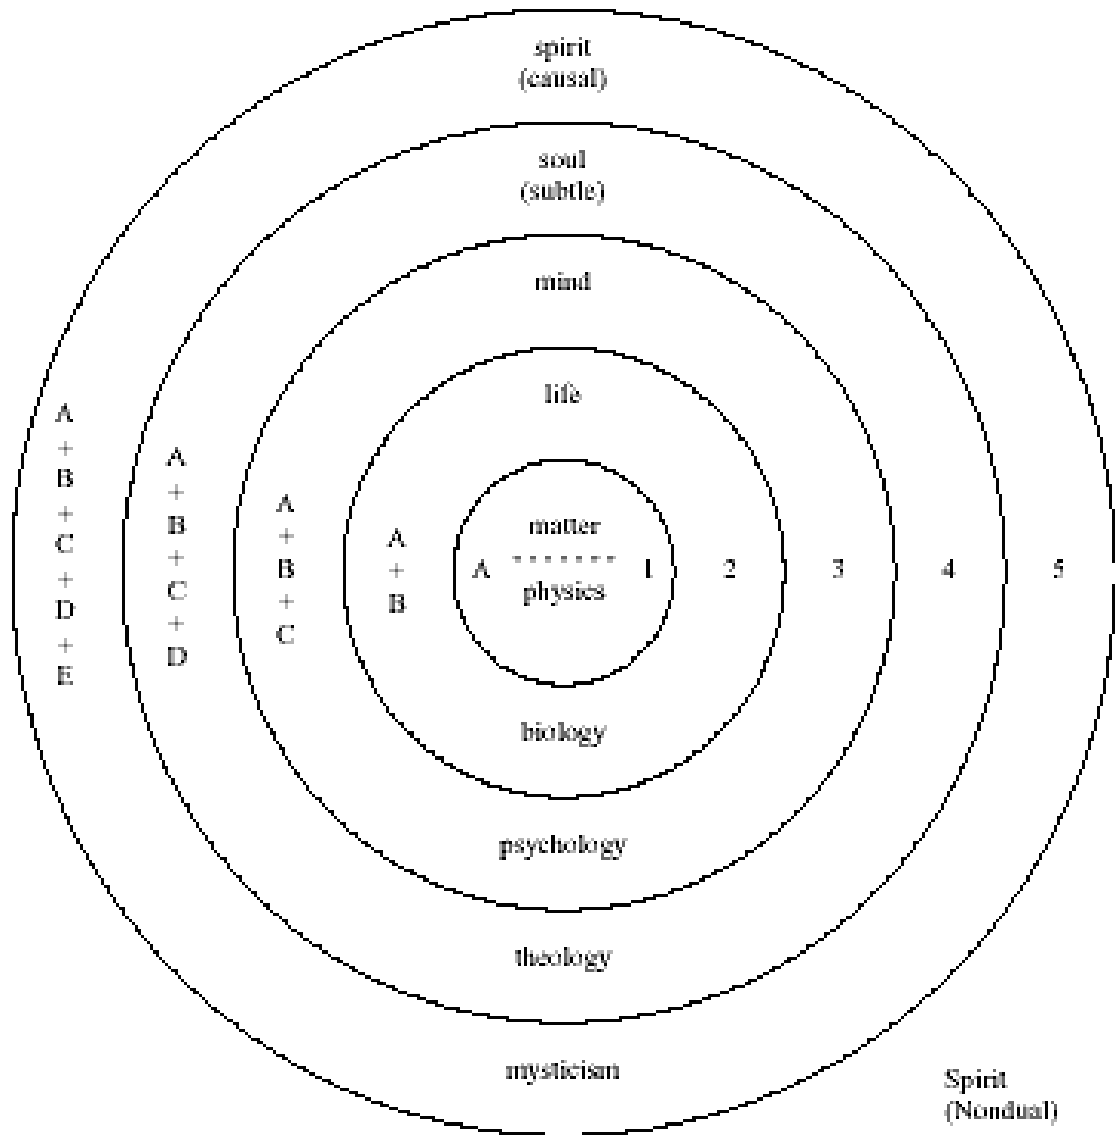 spirit
(causal)
soul
(subtle)
mind
life
matter
physics
biology
psychology
theology
mysticism
A
+
B
+
C
+
D
+
E
A
+
B
+
C
+
D
A
+
B
+
C
A
+
B
A
1
2
3
4
5
Spirit
(Nondual)